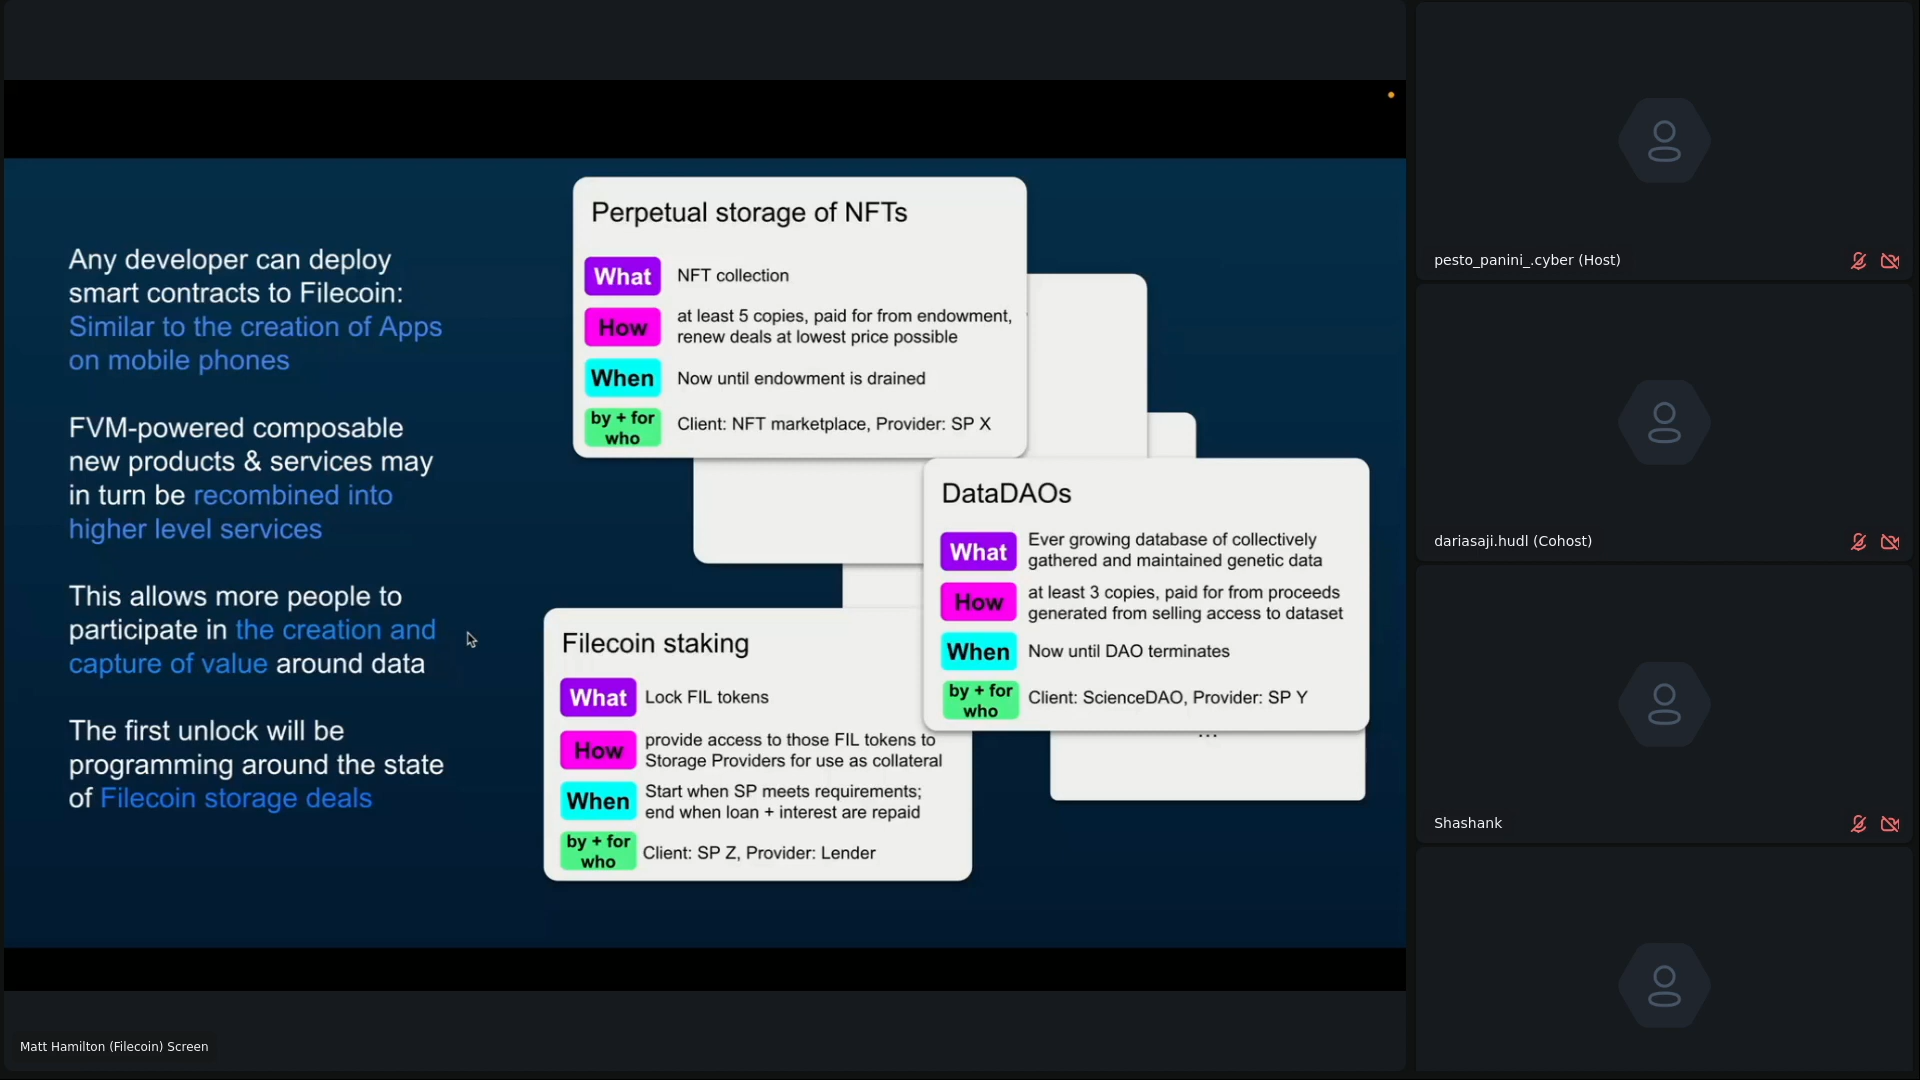 Any developer can deploy
smart contracts to Filecoin:
Similar to the creation of Apps
on mobile phones
FVM-powered composable
new products & services may
in turn be recombined into
higher level services
This allows more people to
participate in the creation and
capture of value around data
The first unlock will be
programming around the state
of Filecoin storage deals
Perpetual storage of NFTs
What
NFT collection
How
at least 5 copies, paid for from endowment,
renew deals at lowest price possible
When
Now until endowment is drained
by + for
who
Client: NFT marketplace, Provider: SP X
DataDAOs
What
Ever growing database of collectively
gathered and maintained genetic data
How
at least 3 copies, paid for from proceeds
generated from selling access to dataset
When
Now until DAO terminates
by + for
who
Client: ScienceDAO, Provider: SP Y
...
Filecoin staking
What
Lock FIL tokens
How
provide access to those FIL tokens to
Storage Providers for use as collateral
When
Start when SP meets requirements;
end when loan + interest are repaid
by + for
who
Client: SP Z, Provider: Lender
Matt Hamilton (Filecoin) Screen
pesto_panini_.cyber (Host)
dariasaji.hudl (Cohost)
Shashank